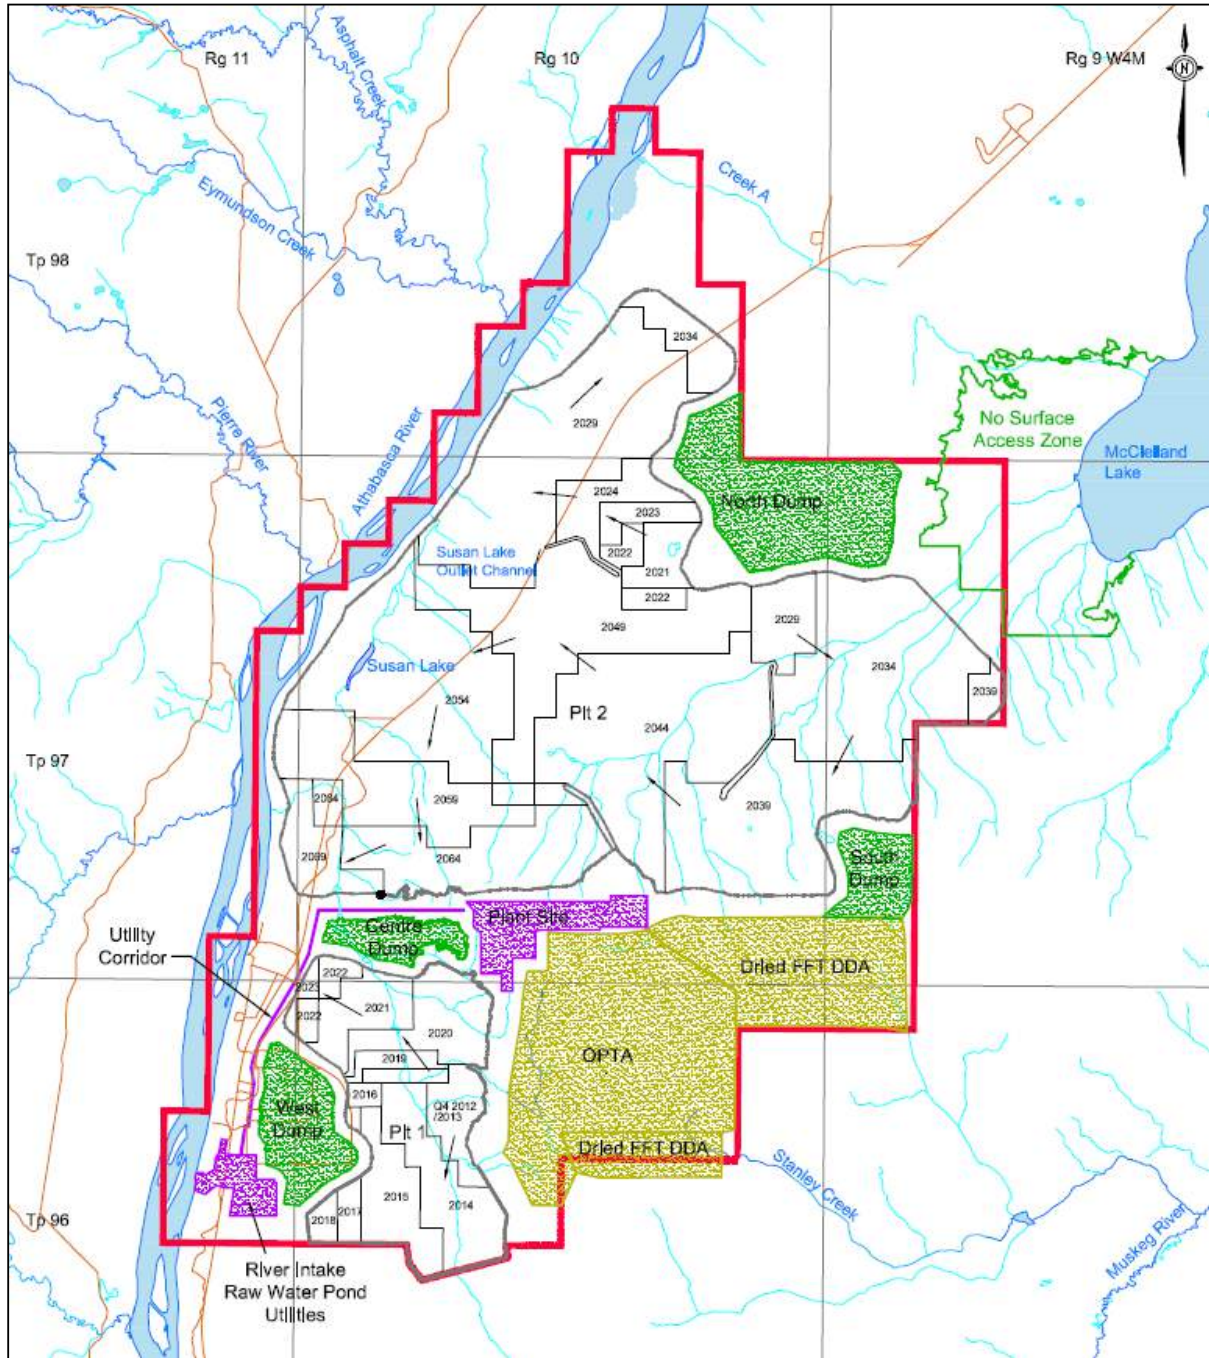 Rg 11
Asphalt Creek
Rg 10
Rg 9 W4M
N
Creek A
Eymundson Creek
Tp 98
2034
Pierre River
Athabasca River
2029
No Surface
Access Zone
McClelland
Lake
2024
North Dump
2023
Susan Lake
Outlet Channel
2022
2021
2022
2049
2029
Susan Lake
2034
2039
2054
Pit 2
2044
Tp 97
2064
2059
2039
2069
2064
South
Dump
Plant Site
Utility
Corridor
Centre
Dump
Dried FFT DDA
2022
2023
2021
2022
2020
OPTA
2019
2016
Q4 2012
/2013
West
Dump
Pit 1
Dried FFT DDA
Stanley Creek
2015
2014
2017
2018
Tp 96
Muskeg River
River Intake
Raw Water Pond
Utilities